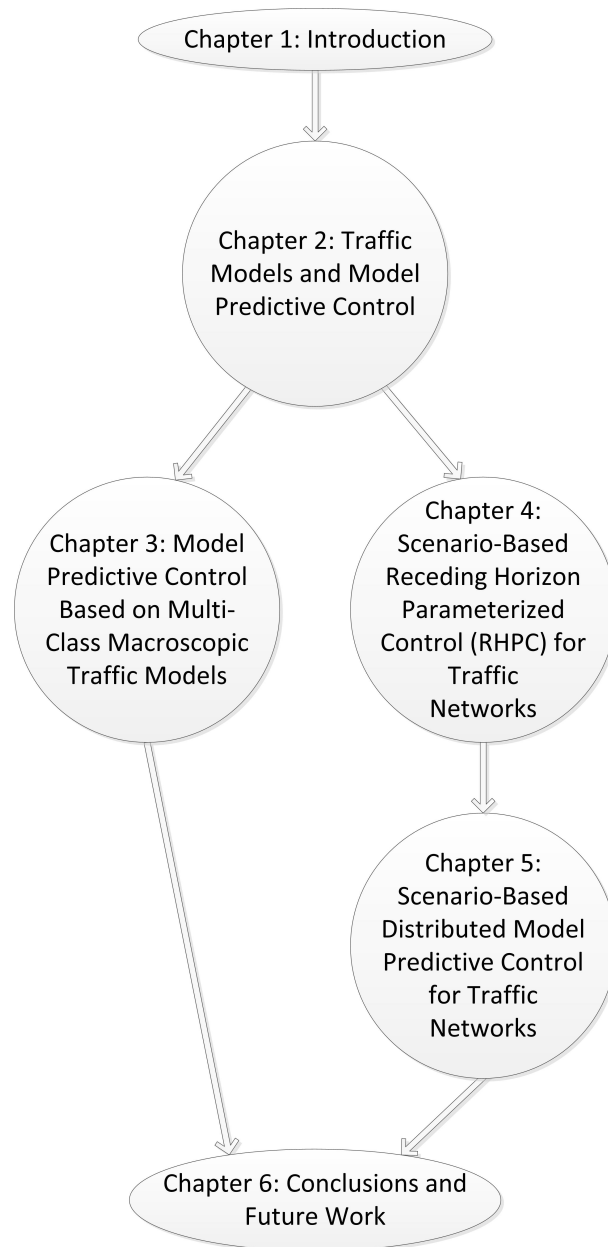 Chapter 1: Introduction
Chapter 2: Traffic
Models and Model
Predictive Control
Chapter 3: Model
Predictive Control
Based on Multi-
Class Macroscopic
Traffic Models
Chapter 4:
Scenario-Based
Receding Horizon
Parameterized
Control (RHPC) for
Traffic
Networks
Chapter 5:
Scenario-Based
Distributed Model
Predictive Control
for Traffic
Networks
Chapter 6: Conclusions and
Future Work